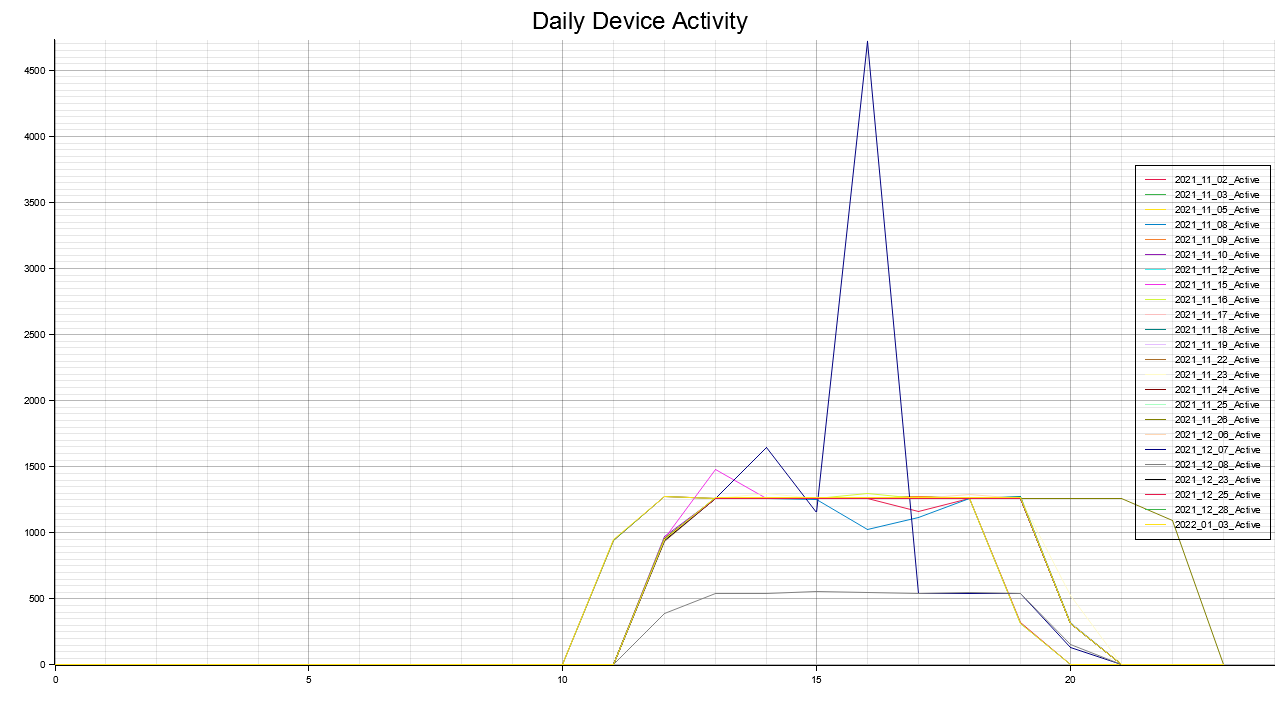 Daily Device Activity
4500
4000
3500
3000
2500
2000
1500
1000
500
0
0 5 10 15 20
2021_11_02_Active
2021_11_03_Active
2021_11_05_Active
2021_11_08_Active
2021_11_09_Active
2021_11_10_Active
2021_11_12_Active
2021_11_15_Active
2021_11_16_Active
2021_11_17_Active
2021_11_18_Active
2021_11_19_Active
2021_11_22_Active
2021_11_23_Active
2021_11_24_Active
2021_11_25_Active
2021_11_26_Active
2021_12_06_Active
2021_12_07_Active
2021_12_08_Active
2021_12_23_Active
2021_12_25_Active
2021_12_28_Active
2022_01_03_Active